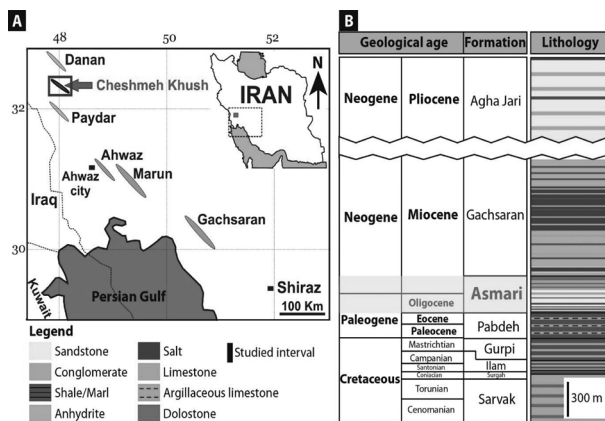 A
48
50
52
Danan
Cheshmeh Khush
32
Paydar
Ahwaz
Ahwaz
city
Marun
Iraq
Gachsaran
30
Kuwait
Persian Gulf
Shiraz
100 Km
IRAN
N
Legend
Sandstone
Conglomerate
Shale/Marl
Anhydrite
Salt
Limestone
Argillaceous limestone
Dolostone
Studied interval
B
Geological age
Formation
Lithology
Neogene
Pliocene
Agha Jari
Neogene
Miocene
Gachsaran
Oligocene
Asmari
Paleogene
Eocene
Paleocene
Pabdeh
Cretaceous
Mastrichtian
Campanian
Santonian
Coniacian
Torunian
Cenomanian
Gurpi
Ilam
Surgah
Sarvak
300 m